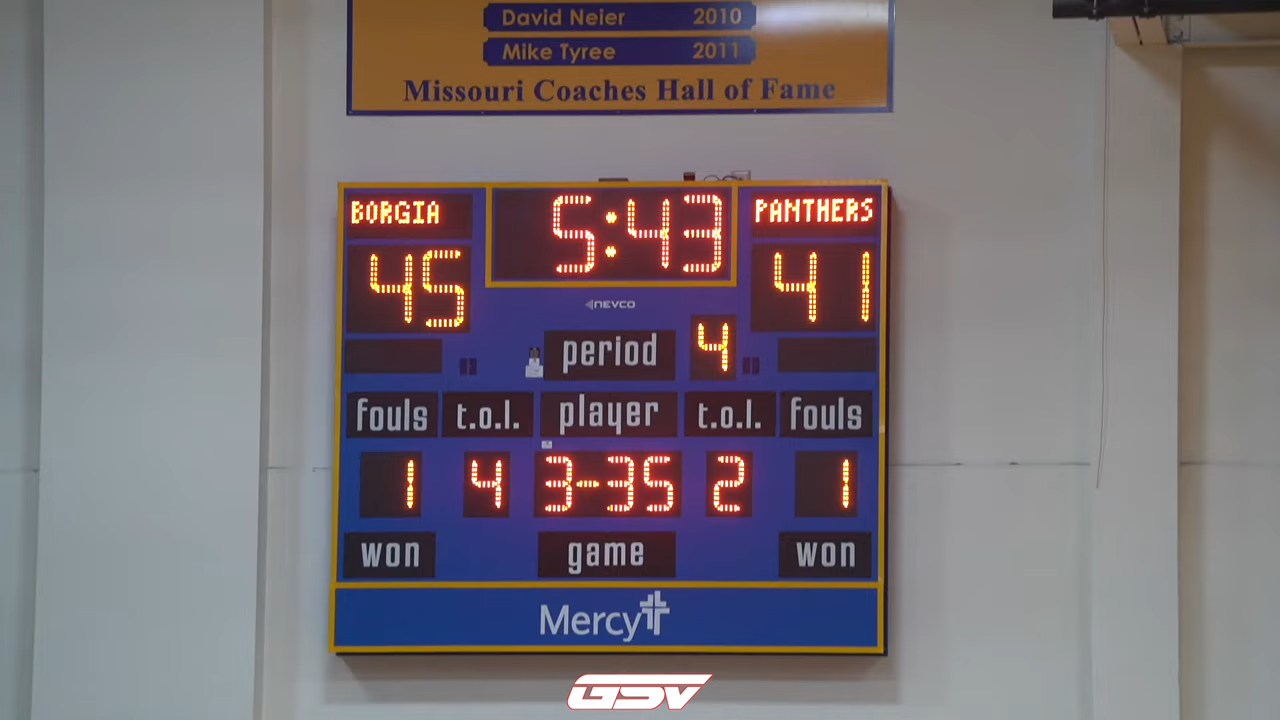 David Neier 2010
Mike Tyree 2011
Missouri Coaches Hall of Fame
BORGIA 5:43 PANTHERS
45 41
NEVCO
period 4
fouls t.o.l. player t.o.l. fouls
1 4 3-35 2 1
won game won
Mercy
GSV